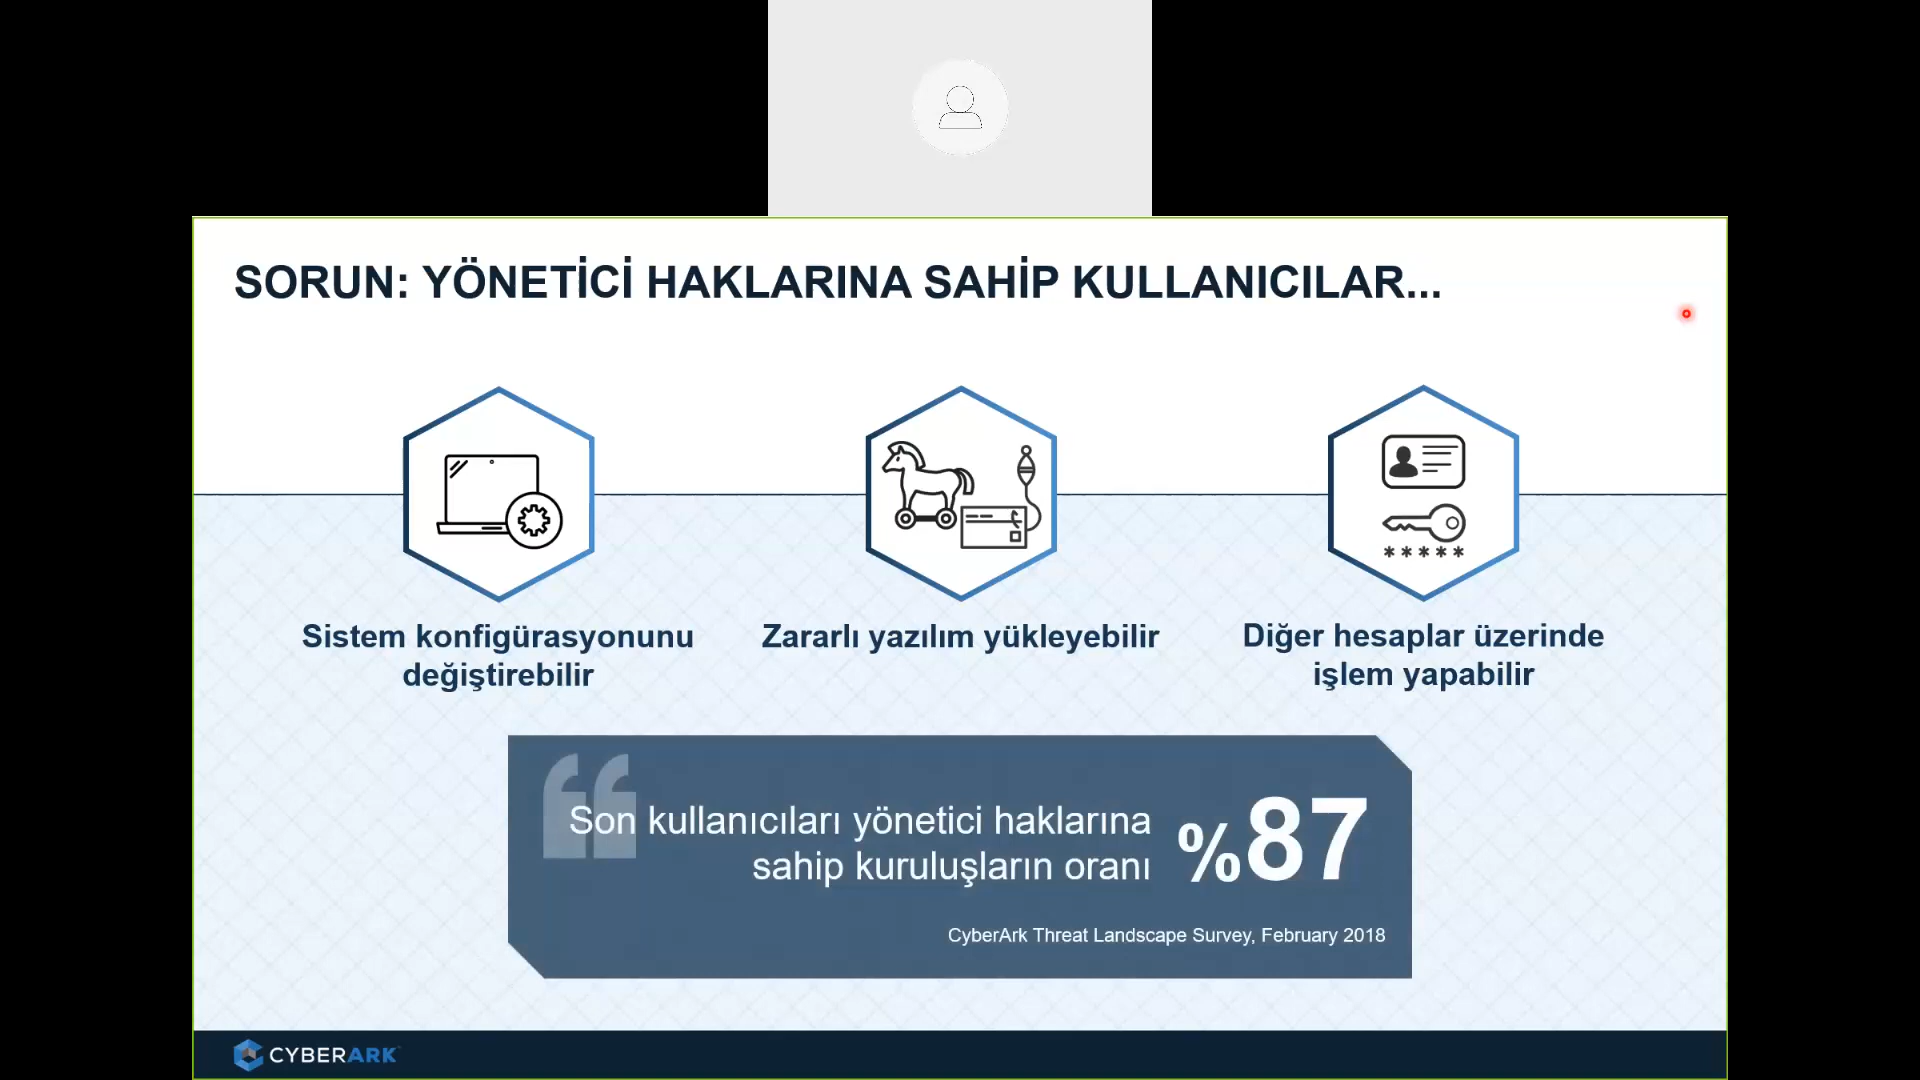 SORUN: YÖNETİCİ HAKLARINA SAHİP KULLANICILAR...
Sistem konfigürasyonunu
değiştirebilir
Zararlı yazılım yükleyebilir
Diğer hesaplar üzerinde
işlem yapabilir
*****
Son kullanıcıları yönetici haklarına
sahip kuruluşların oranı
%87
CyberArk Threat Landscape Survey, February 2018
CYBERARK